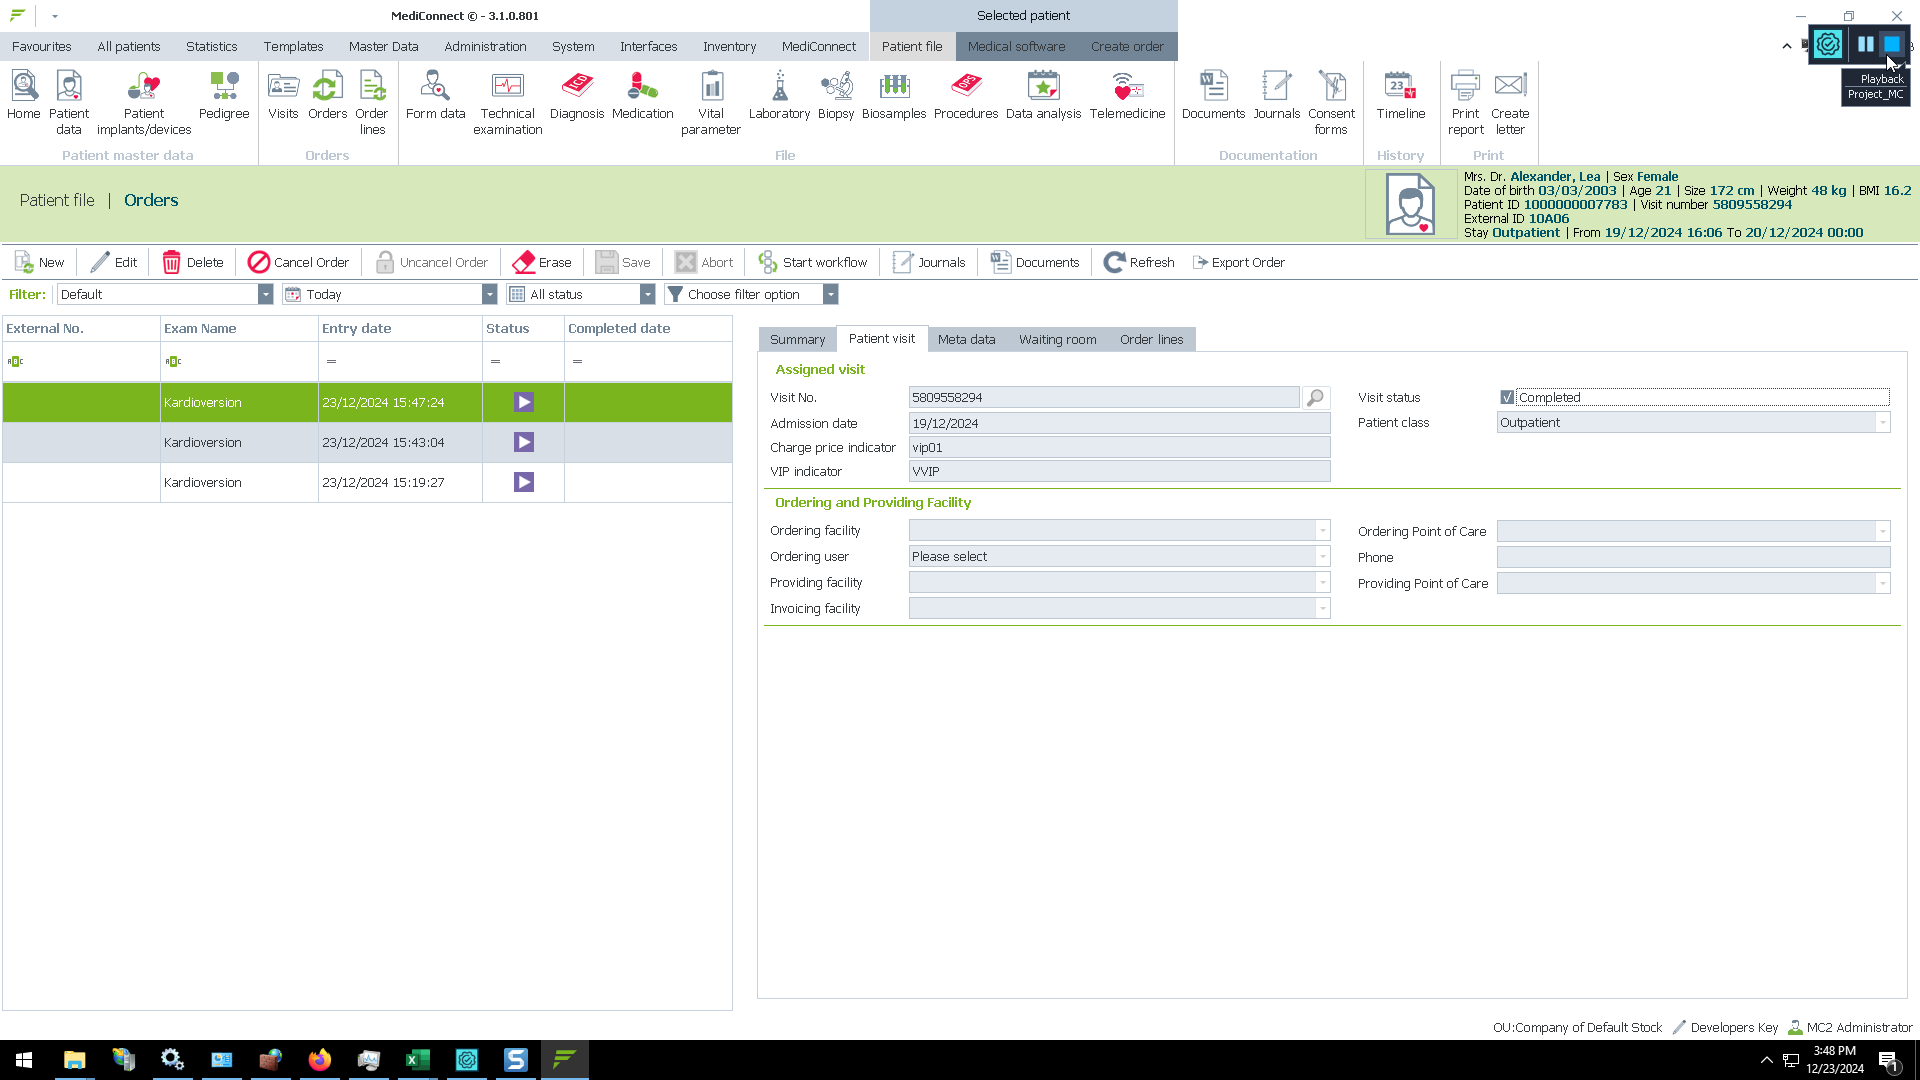 MediConnect © - 3.1.0.801
Selected patient
Favourites All patients Statistics Templates Master Data Administration System Interfaces Inventory MediConnect Patient file Medical software Create order
Playback
Project_MC
Home Patient data Patient implants/devices Pedigree Visits Orders Order lines Form data Technical examination Diagnosis Medication Vital parameter Laboratory Biopsy Biosamples Procedures Data analysis Telemedicine Documents Journals Consent forms Timeline Print report Create letter
Patient master data Orders File Documentation History Print
Patient file | Orders
Mrs. Dr. Alexander, Lea | Sex Female
Date of birth 03/03/2003 | Age 21 | Size 172 cm | Weight 48 kg | BMI 16.2
Patient ID 1000000007783 | Visit number 5809558294
External ID 10A06
Stay Outpatient | From 19/12/2024 16:06 To 20/12/2024 00:00
New Edit Delete Cancel Order Uncancel Order Erase Save Abort Start workflow Journals Documents Refresh Export Order
Filter: Default Today All status Choose filter option
External No. Exam Name Entry date Status Completed date
Kardioversion 23/12/2024 15:47:24
Kardioversion 23/12/2024 15:43:04
Kardioversion 23/12/2024 15:19:27
Summary Patient visit Meta data Waiting room Order lines
Assigned visit
Visit No. 5809558294 Visit status Completed
Admission date 19/12/2024 Patient class Outpatient
Charge price indicator vip01
VIP indicator VVIP
Ordering and Providing Facility
Ordering facility Ordering Point of Care
Ordering user Please select Phone
Providing facility Providing Point of Care
Invoicing facility
OU:Company of Default Stock Developers Key MC2 Administrator
3:48 PM
12/23/2024
1